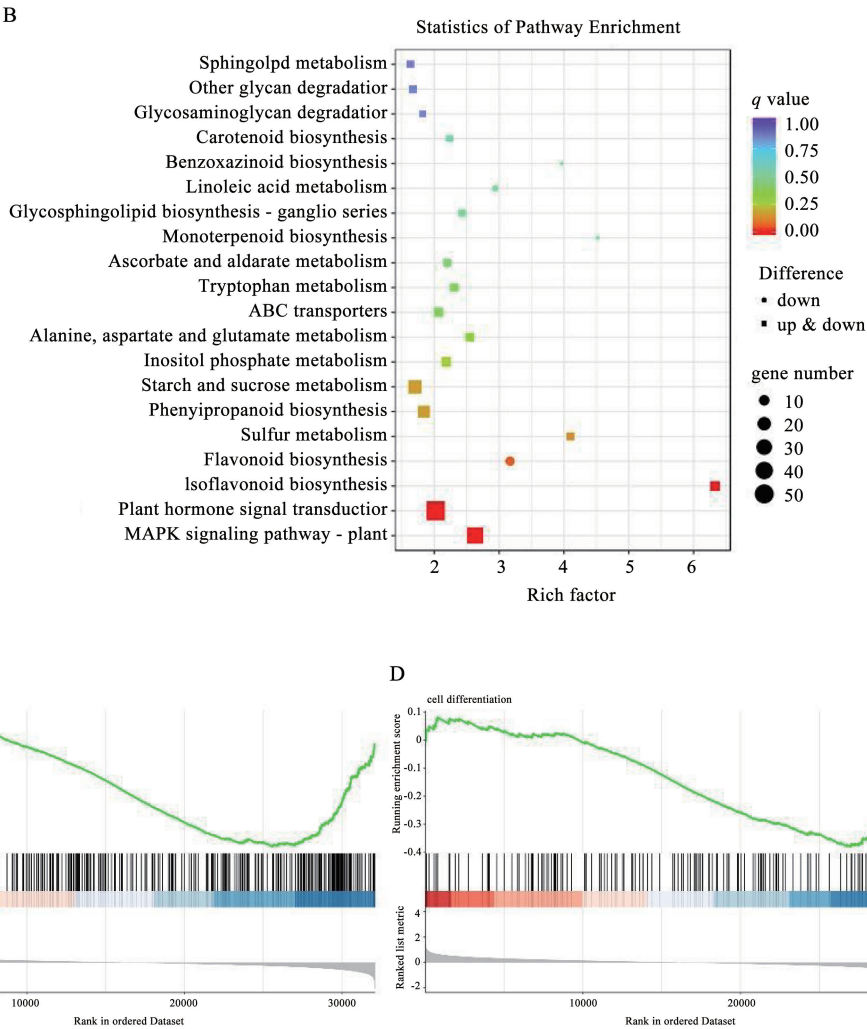 B
Statistics of Pathway Enrichment
Sphingolpd metabolism
Other glycan degradatior
Glycosaminoglycan degradatior
Carotenoid biosynthesis
Benzoxazinoid biosynthesis
Linoleic acid metabolism
Glycosphingolipid biosynthesis - ganglio series
Monoterpenoid biosynthesis
Ascorbate and aldarate metabolism
Tryptophan metabolism
ABC transporters
Alanine, aspartate and glutamate metabolism
Inositol phosphate metabolism
Starch and sucrose metabolism
Phenyipropanoid biosynthesis
Sulfur metabolism
Flavonoid biosynthesis
lsoflavonoid biosynthesis
Plant hormone signal transductior
MAPK signaling pathway - plant
2 3 4 5 6
Rich factor
q value
1.00
0.75
0.50
0.25
0.00
Difference
down
up & down
gene number
10
20
30
40
50
10000 20000 30000
Rank in ordered Dataset
D
cell differentiation
Running enrichment score
0.1
0
-0.1
-0.2
-0.3
-0.4
Ranked list metric
4
2
0
-2
10000 20000
Rank in ordered Dataset